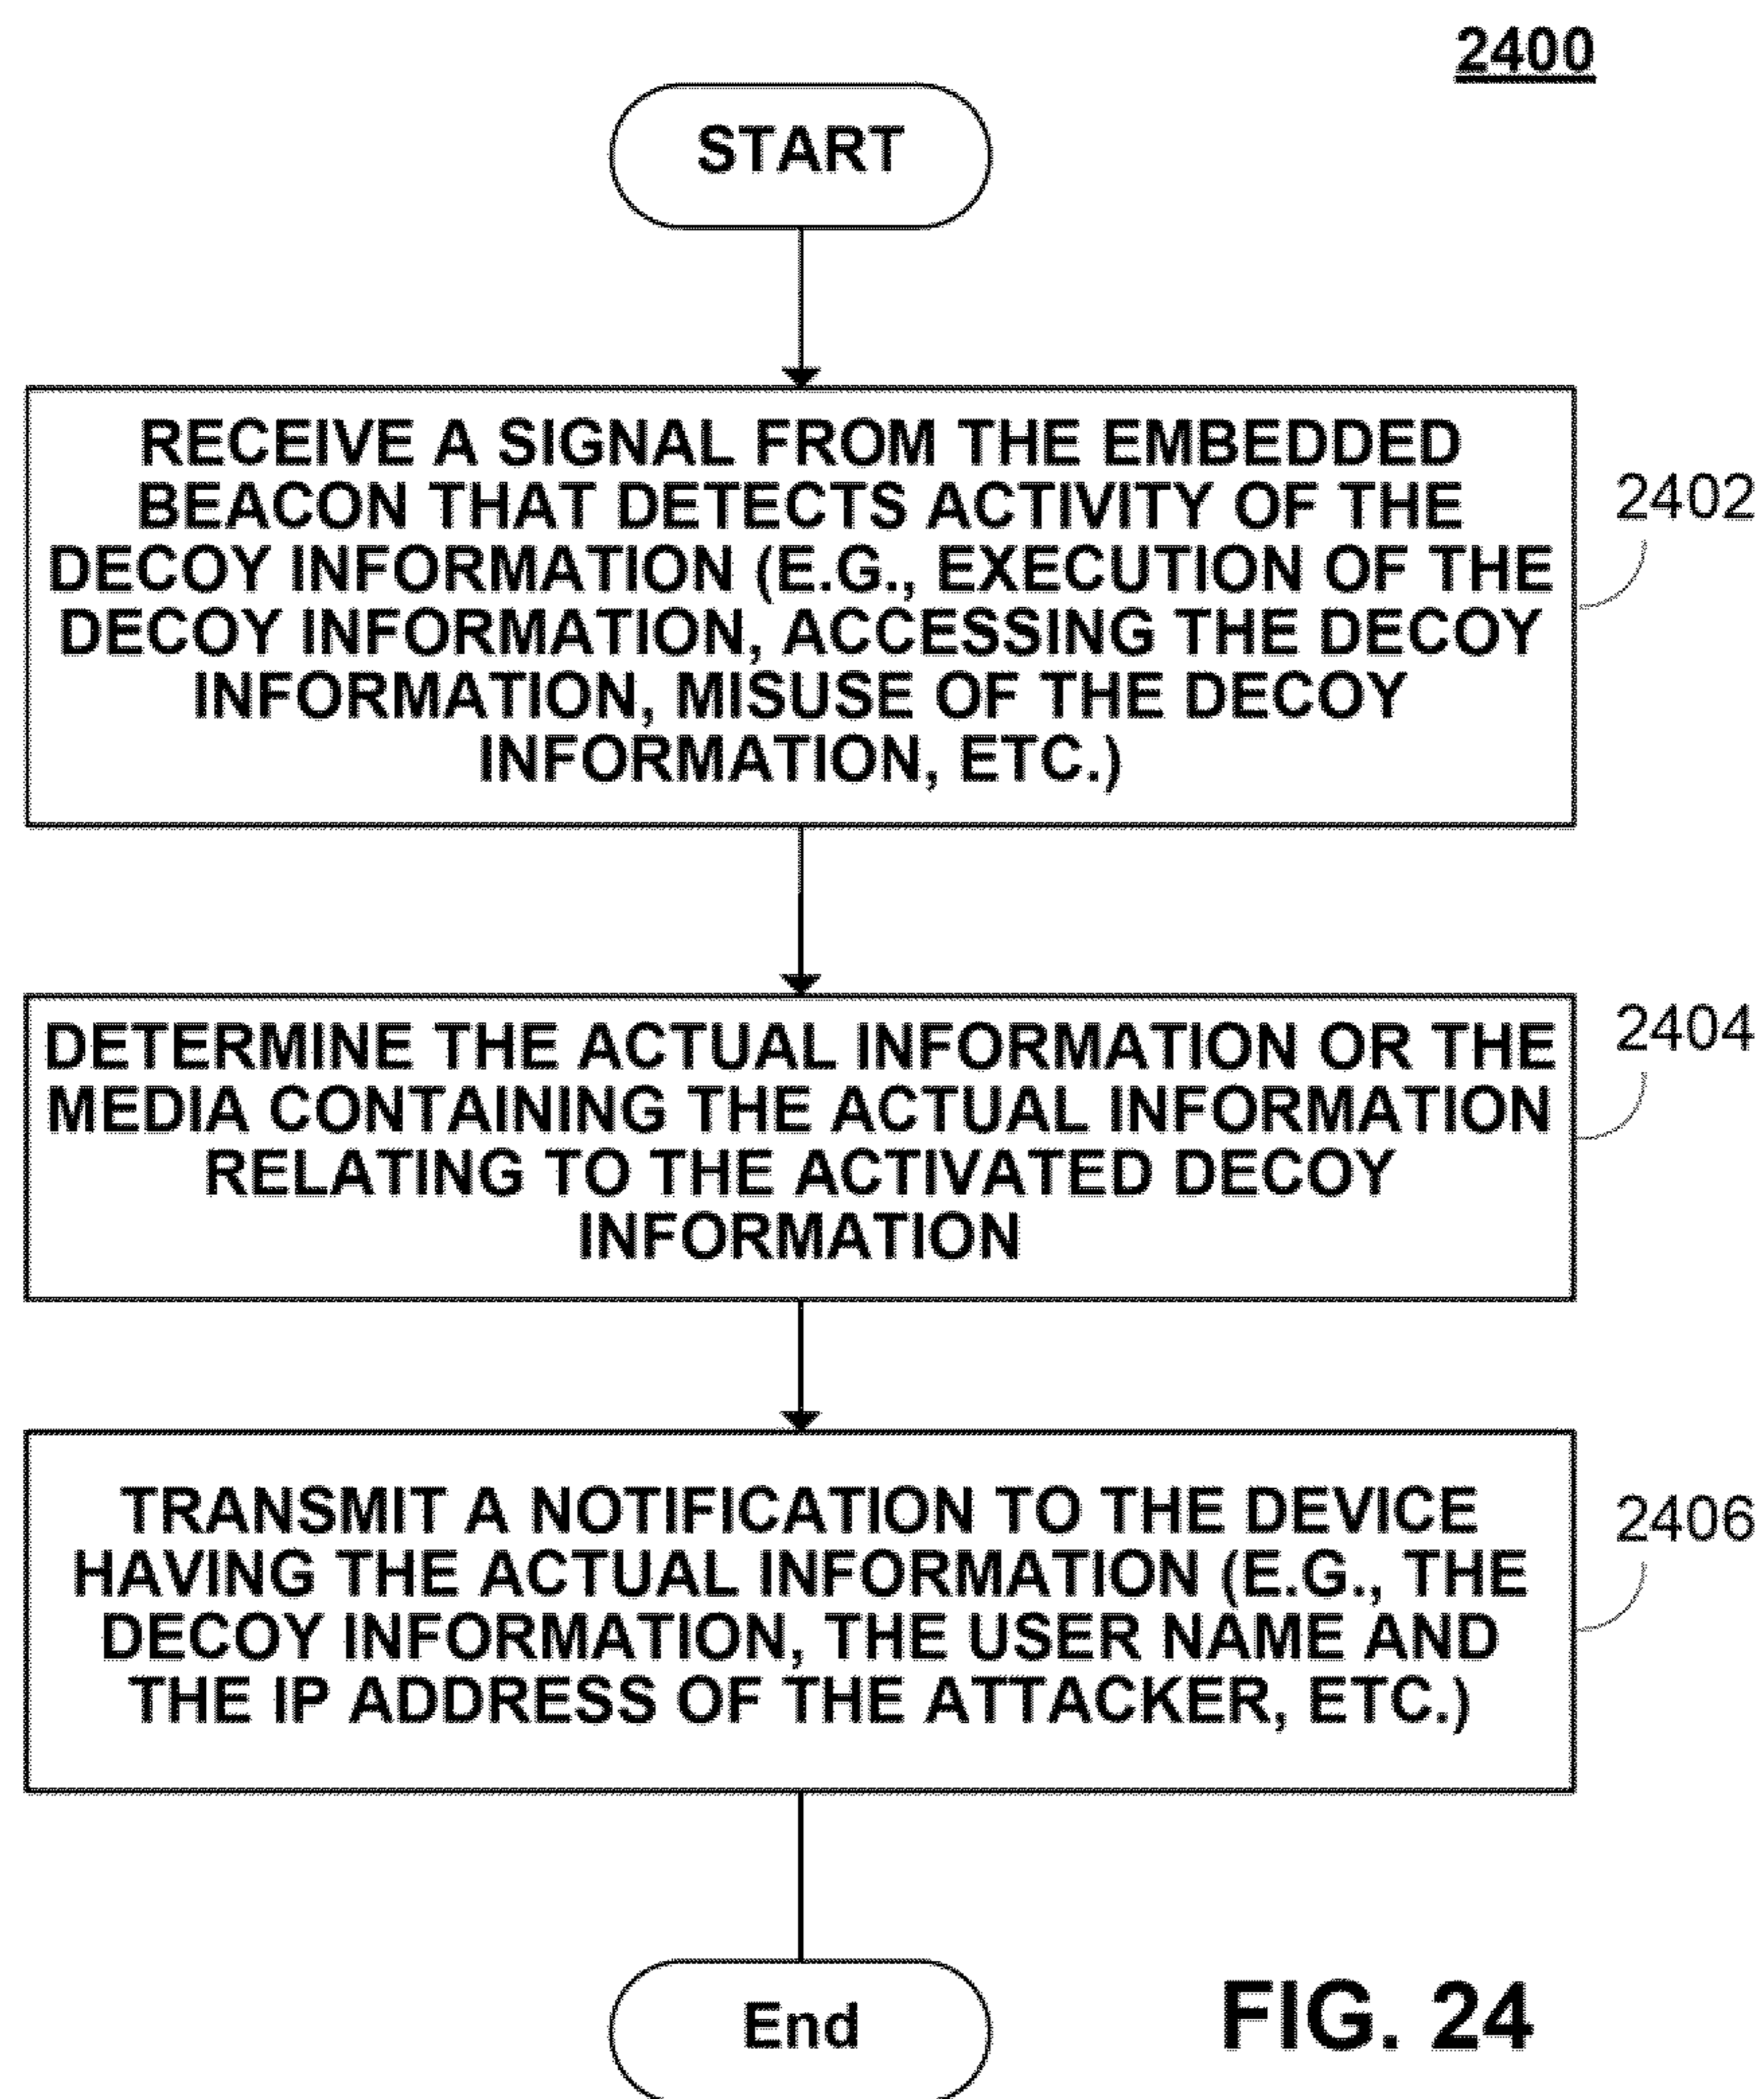 2400
START
RECEIVE A SIGNAL FROM THE EMBEDDED
BEACON THAT DETECTS ACTIVITY OF THE
DECOY INFORMATION (E.G., EXECUTION OF THE
DECOY INFORMATION, ACCESSING THE DECOY
INFORMATION, MISUSE OF THE DECOY
INFORMATION, ETC.)
2402
DETERMINE THE ACTUAL INFORMATION OR THE
MEDIA CONTAINING THE ACTUAL INFORMATION
RELATING TO THE ACTIVATED DECOY
INFORMATION
2404
TRANSMIT A NOTIFICATION TO THE DEVICE
HAVING THE ACTUAL INFORMATION (E.G., THE
DECOY INFORMATION, THE USER NAME AND
THE IP ADDRESS OF THE ATTACKER, ETC.)
2406
End
FIG. 24